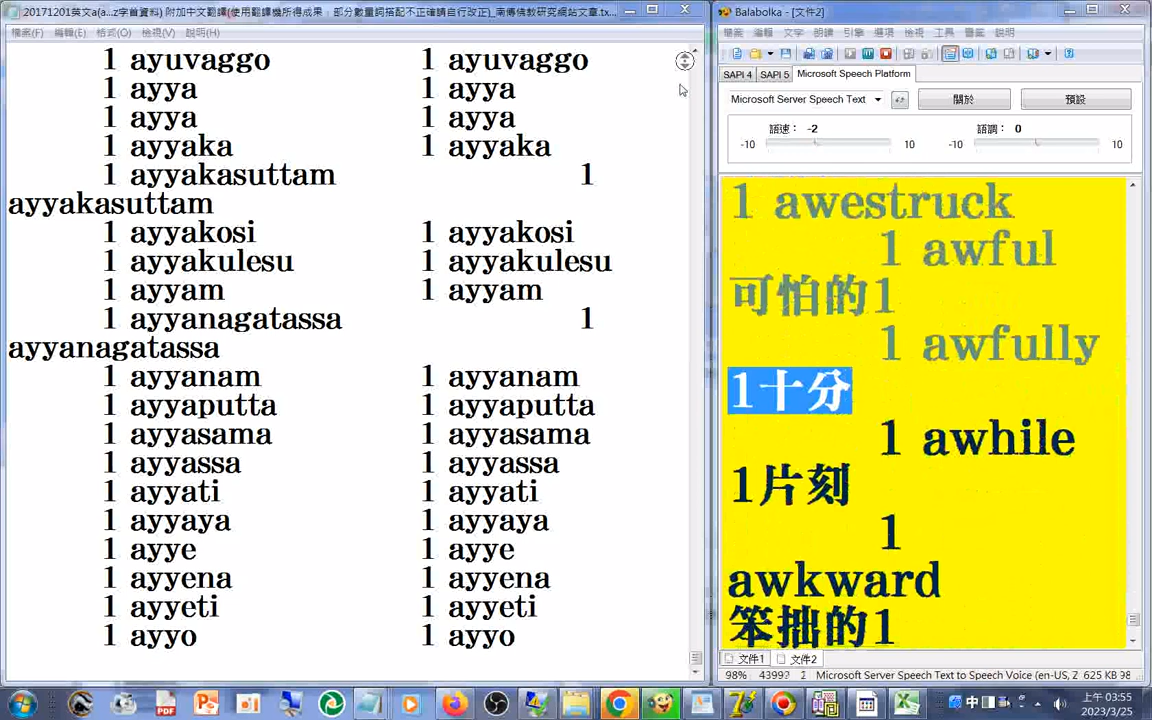 20171201英文a(a...z字首資料) 附加中文翻譯(使用翻譯機所得成果，部分數量詞搭配不正確請自行改正)_南傳佛教研究網站文章.tx...
檔案(F) 編輯(E) 格式(O) 檢視(V) 說明(H)
1 ayuvaggo 1 ayuvaggo
1 ayya 1 ayya
1 ayya 1 ayya
1 ayyaka 1 ayyaka
1 ayyakasuttam 1
ayyakasuttam
1 ayyakosi 1 ayyakosi
1 ayyakulesu 1 ayyakulesu
1 ayyam 1 ayyam
1 ayyanagatassa 1
ayyanagatassa
1 ayyanam 1 ayyanam
1 ayyaputta 1 ayyaputta
1 ayyasama 1 ayyasama
1 ayyassa 1 ayyassa
1 ayyati 1 ayyati
1 ayyaya 1 ayyaya
1 ayye 1 ayye
1 ayyena 1 ayyena
1 ayyeti 1 ayyeti
1 ayyo 1 ayyo
Balabolka - [文件2]
檔案 編輯 文字 朗讀 引擎 選項 檢視 工具 書籤 說明
SAPI 4 SAPI 5 Microsoft Speech Platform
Microsoft Server Speech Text 關於 預設
語速： -2 語調： 0
-10 10 -10 10
1 awestruck
1 awful
可怕的1
1 awfully
1十分
1 awhile
1片刻
1
awkward
笨拙的1
文件1 文件2
98% Microsoft Server Speech Text to Speech Voice (en-US, Z 625 KB
中
上午 03:55
2023/3/25